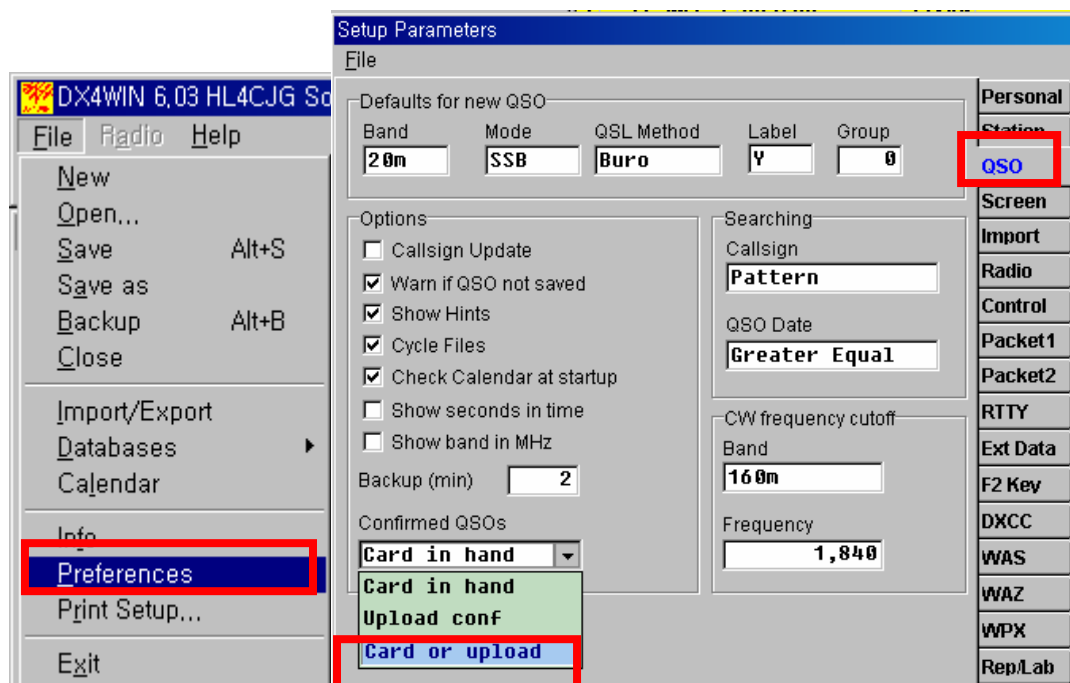 DX4WIN 6,03 HL4CJG So
File Radio Help
New
Open,,,
Save Alt+S
Save as
Backup Alt+B
Close
Import/Export
Databases
Calendar
Info
Preferences
Print Setup,,,
Exit
Setup Parameters
File
Defaults for new QSO
Band Mode QSL Method Label Group
20m SSB Buro Y 0
Options
Callsign Update
Warn if QSO not saved
Show Hints
Cycle Files
Check Calendar at startup
Show seconds in time
Show band in MHz
Backup (min) 2
Confirmed QSOs
Card in hand
Card in hand
Upload conf
Card or upload
Searching
Callsign
Pattern
QSO Date
Greater Equal
CW frequency cutoff
Band
160m
Frequency
1,840
Personal
Station
QSO
Screen
Import
Radio
Control
Packet1
Packet2
RTTY
Ext Data
F2 Key
DXCC
WAS
WAZ
WPX
Rep/Lab